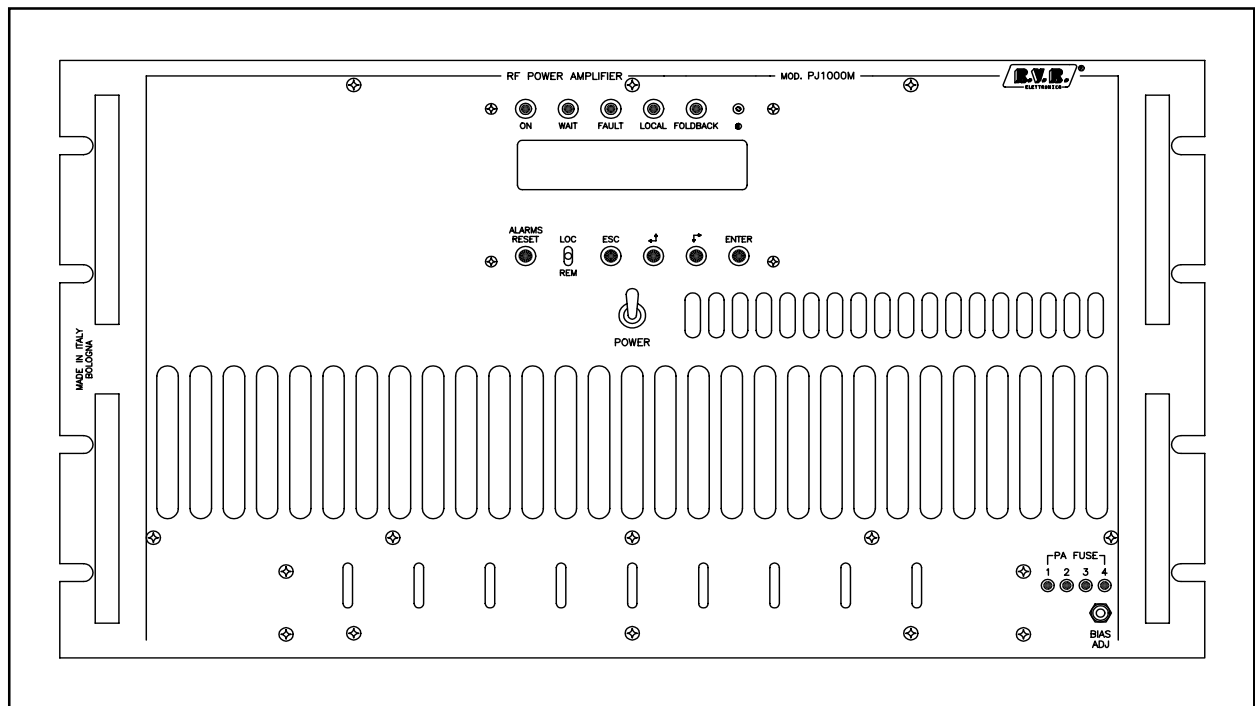 RF POWER AMPLIFIER
MOD. PJ1000M
R.V.R.®
ELETTRONICA
ON WAIT FAULT LOCAL FOLDBACK
ALARMS
RESET
LOC
REM
ESC
ENTER
POWER
MADE IN ITALY
BOLOGNA
PA FUSE
1 2 3 4
BIAS
ADJ